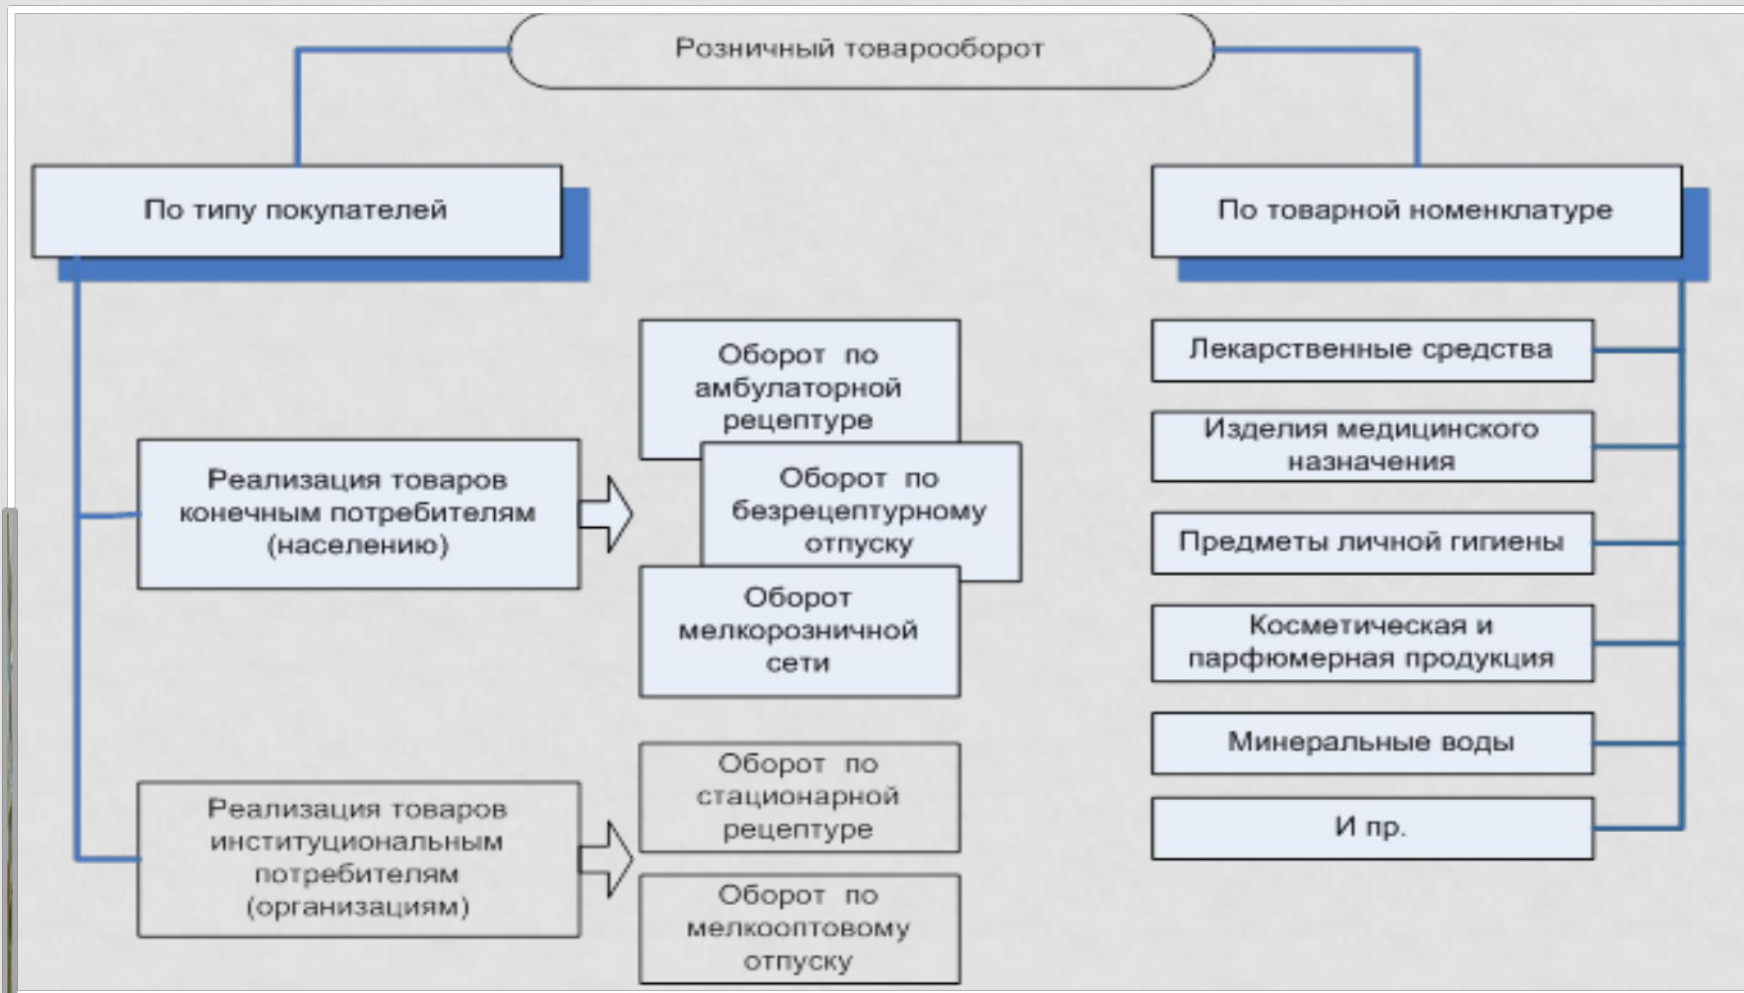 Розничный товарооборот
По типу покупателей
По товарной номенклатуре
Реализация товаров
конечным потребителям
(населению)
Оборот по
амбулаторной
рецептуре
Оборот по
безрецептурному
отпуску
Оборот
мелкорозничной
сети
Реализация товаров
институциональным
потребителям
(организациям)
Оборот по
стационарной
рецептуре
Оборот по
мелкооптовому
отпуску
Лекарственные средства
Изделия медицинского
назначения
Предметы личной гигиены
Косметическая и
парфюмерная продукция
Минеральные воды
И пр.